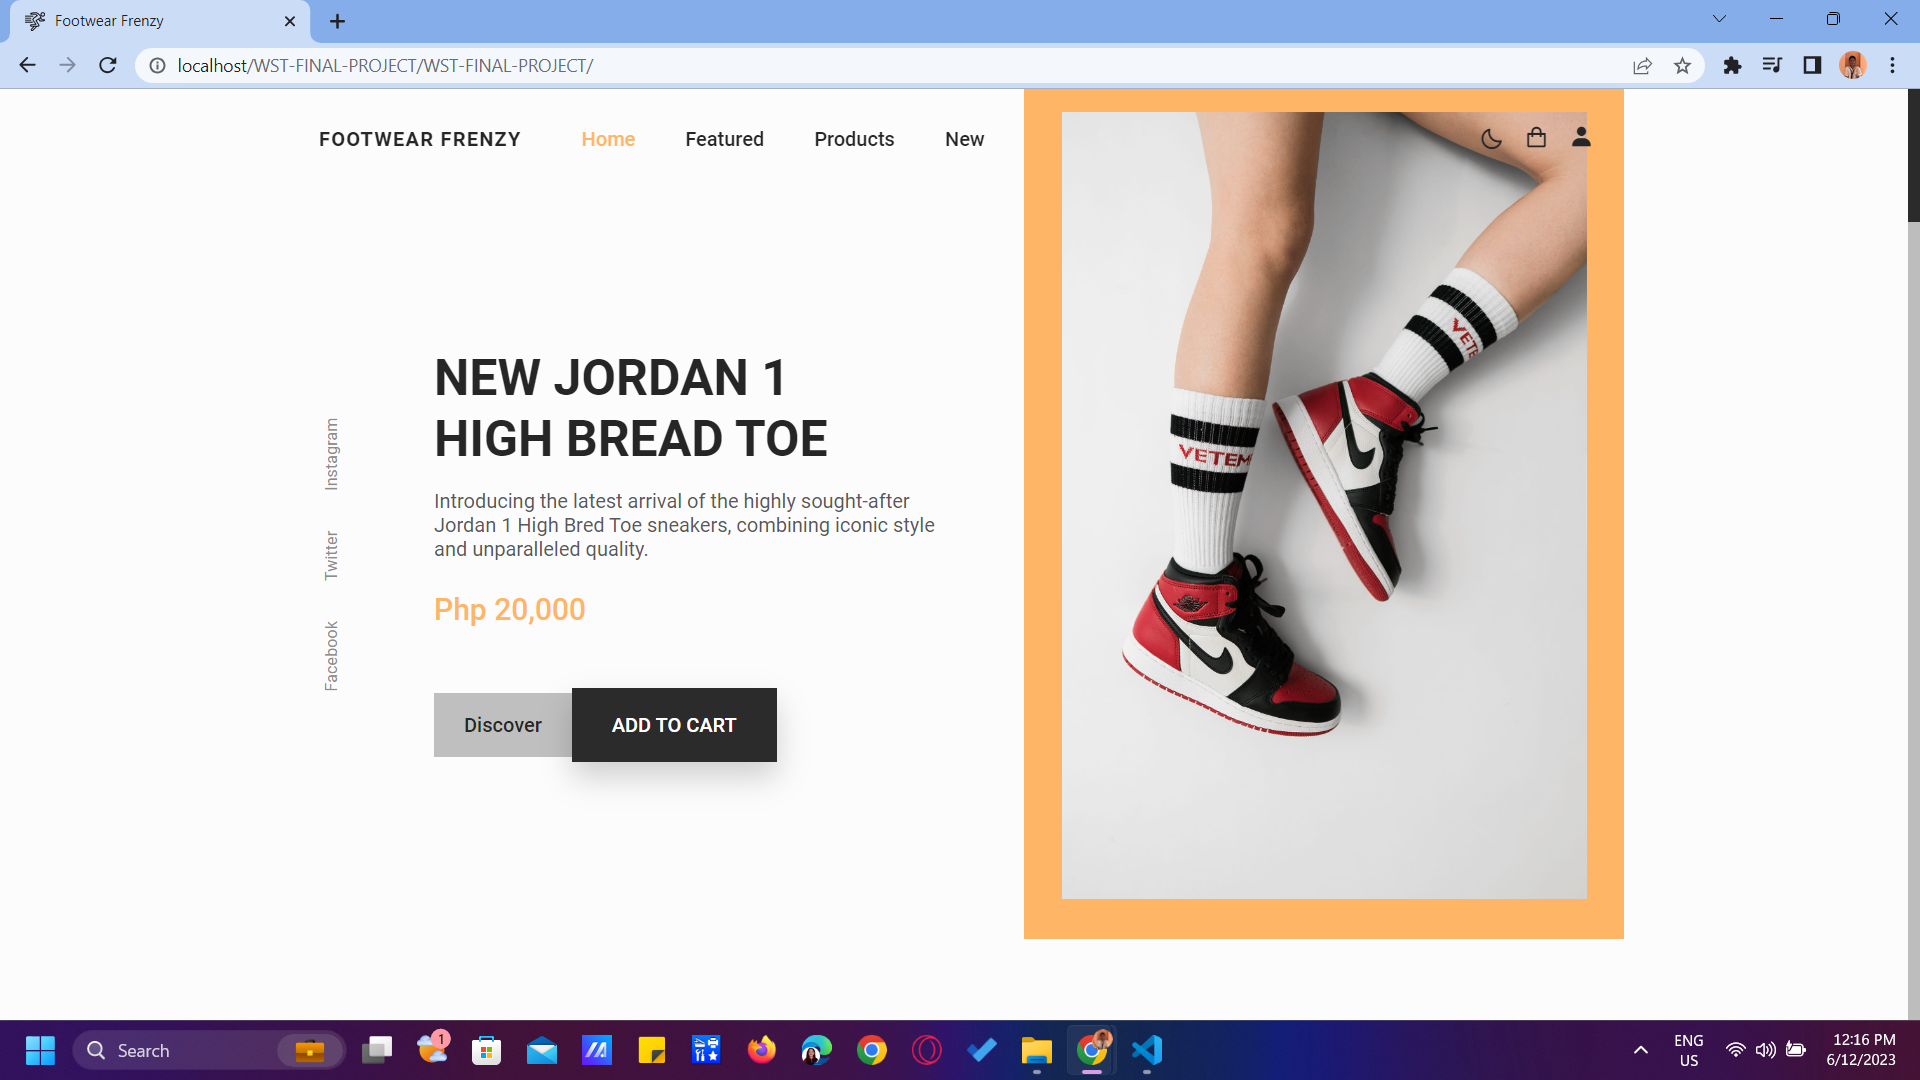 Footwear Frenzy
localhost/WST-FINAL-PROJECT/WST-FINAL-PROJECT/
FOOTWEAR FRENZY
Home
Featured
Products
New
Instagram
Twitter
Facebook
NEW JORDAN 1
HIGH BREAD TOE
Introducing the latest arrival of the highly sought-after
Jordan 1 High Bred Toe sneakers, combining iconic style
and unparalleled quality.
Php 20,000
Discover
ADD TO CART
VETEM
VETE
Search
1
ENG
US
12:16 PM
6/12/2023